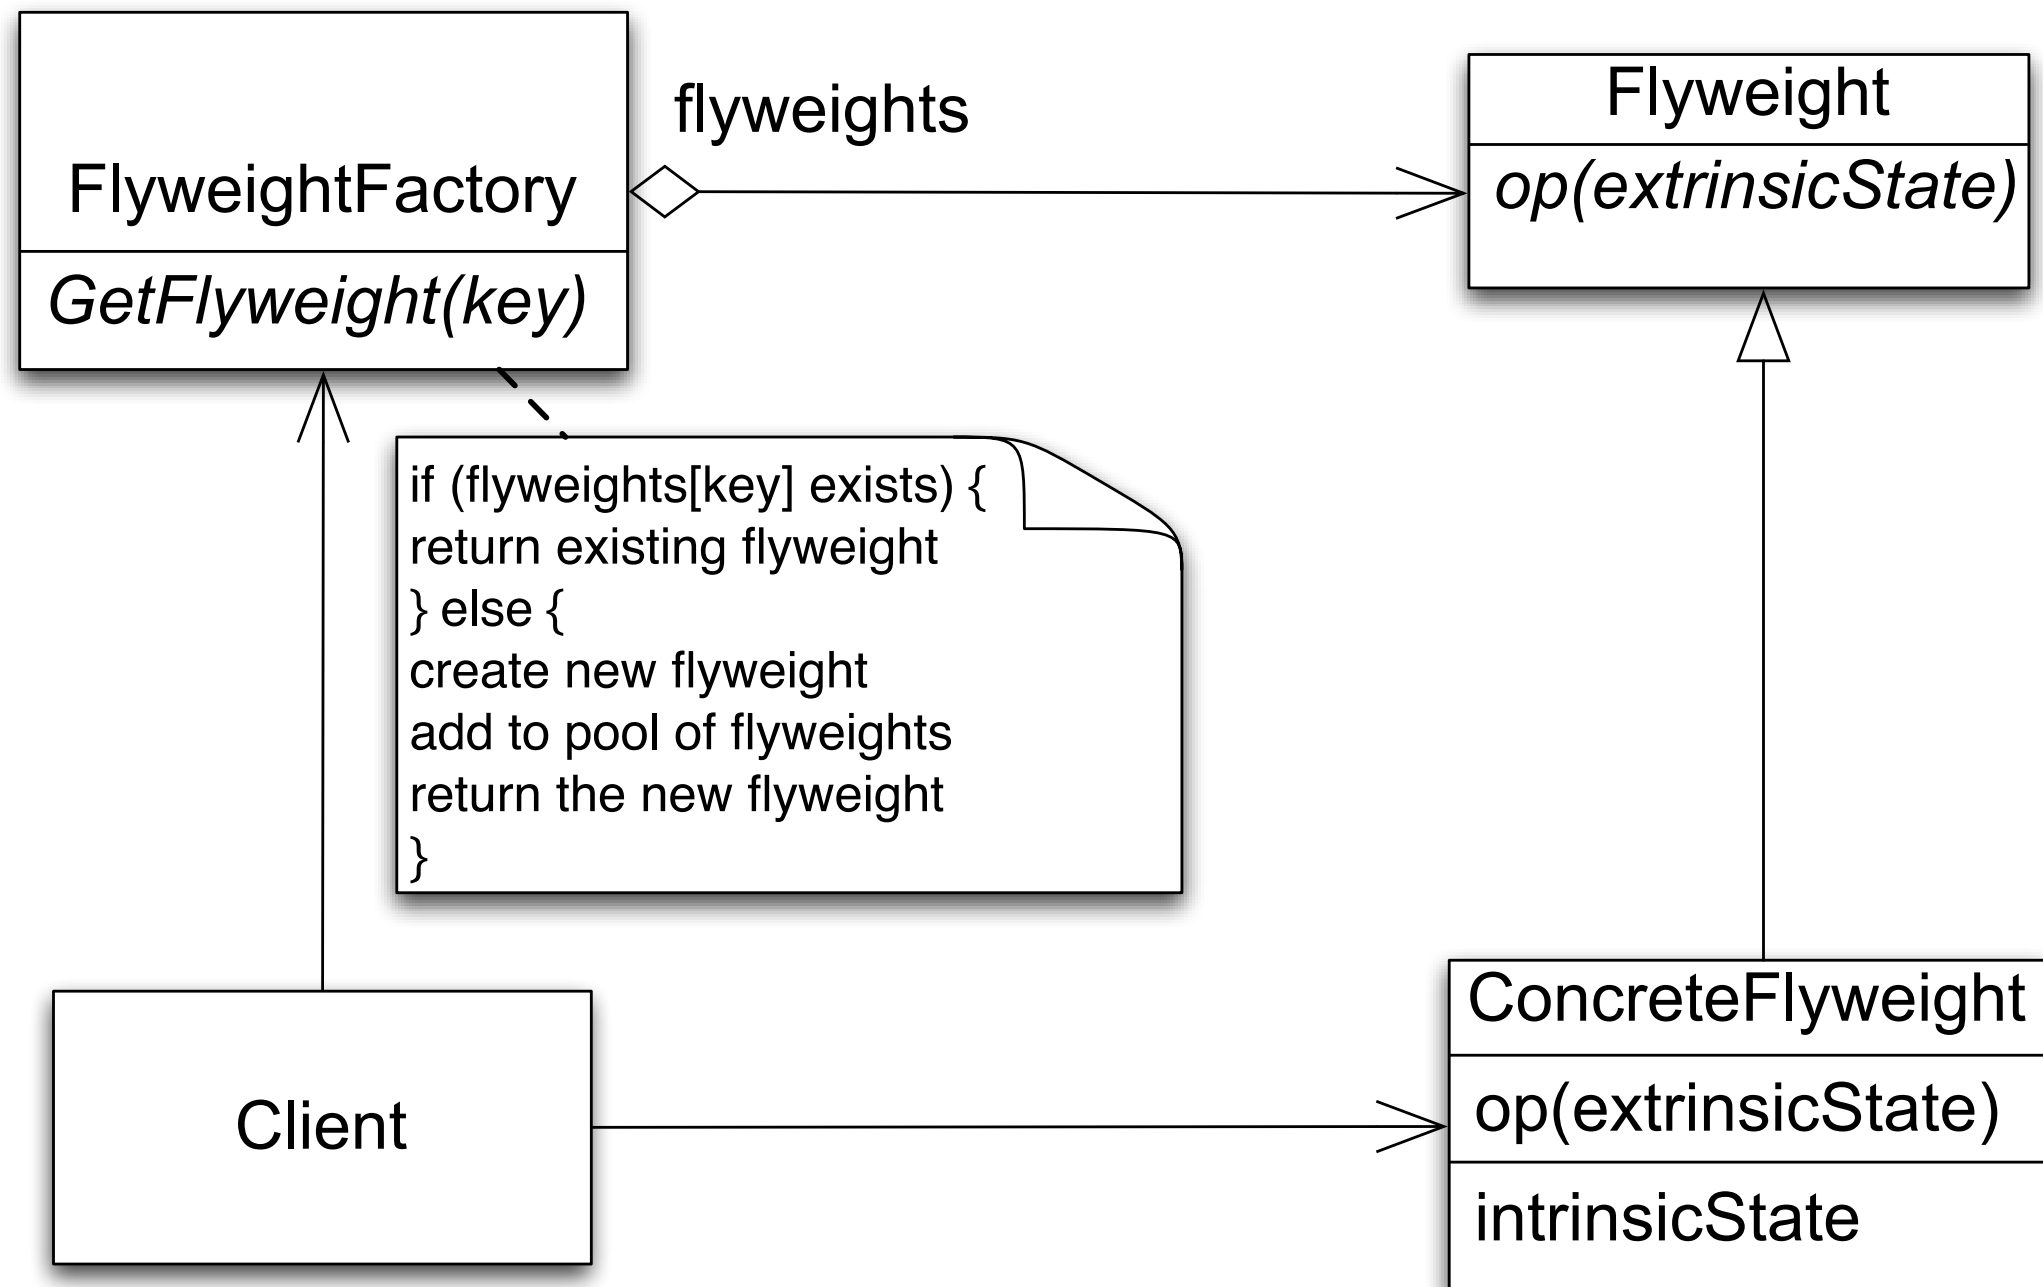 FlyweightFactory
GetFlyweight(key)
flyweights
Flyweight
op(extrinsicState)
if (flyweights[key] exists) {
return existing flyweight
} else {
create new flyweight
add to pool of flyweights
return the new flyweight
}
Client
ConcreteFlyweight
op(extrinsicState)
intrinsicState